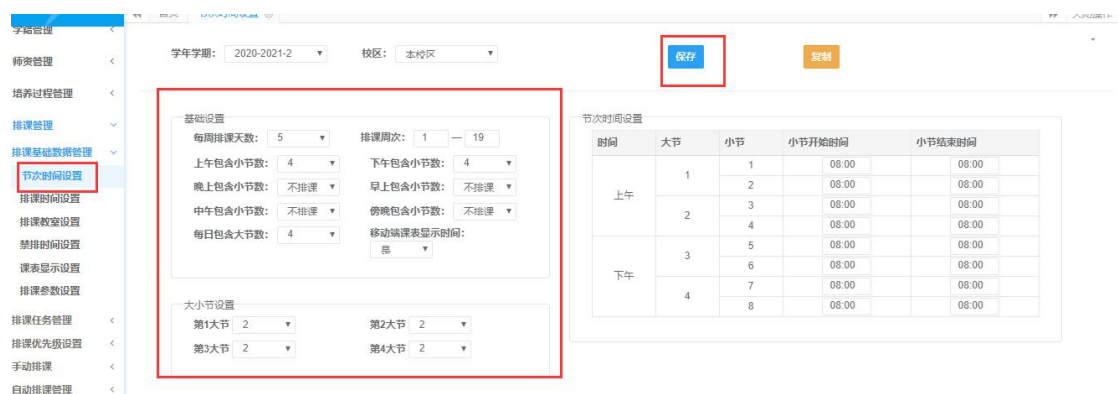 首页 节次时间设置
学籍管理
师资管理
培养过程管理
排课管理
排课基础数据管理
节次时间设置
排课时间设置
排课教室设置
禁排时间设置
课表显示设置
排课参数设置
排课任务管理
排课优先级设置
手动排课
自动排课管理
学年学期： 2020-2021-2 校区： 本校区 保存 复制
基础设置
每周排课天数： 5 排课周次： 1 — 19
上午包含小节数： 4 下午包含小节数： 4
晚上包含小节数： 不排课 早上包含小节数： 不排课
中午包含小节数： 不排课 傍晚包含小节数： 不排课
每日包含大节数： 4 移动端课表显示时间：
是
大小节设置
第1大节 2 第2大节 2
第3大节 2 第4大节 2
节次时间设置
时间 大节 小节 小节开始时间 小节结束时间
上午 1 1 08:00 08:00
2 08:00 08:00
2 3 08:00 08:00
4 08:00 08:00
下午 3 5 08:00 08:00
6 08:00 08:00
4 7 08:00 08:00
8 08:00 08:00